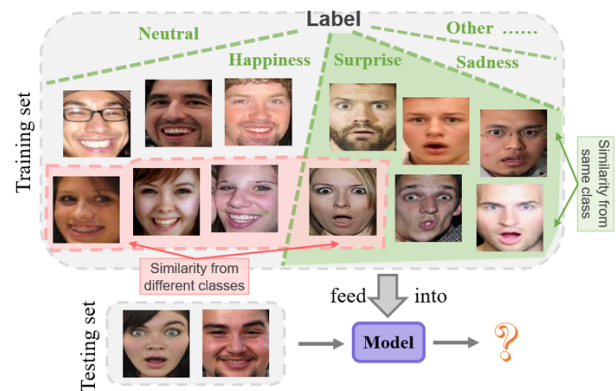 Label
Neutral
Other ......
Happiness
Surprise
Sadness
Training set
Similarity from
same class
Similarity from
different classes
feed
into
Testing set
Model
?